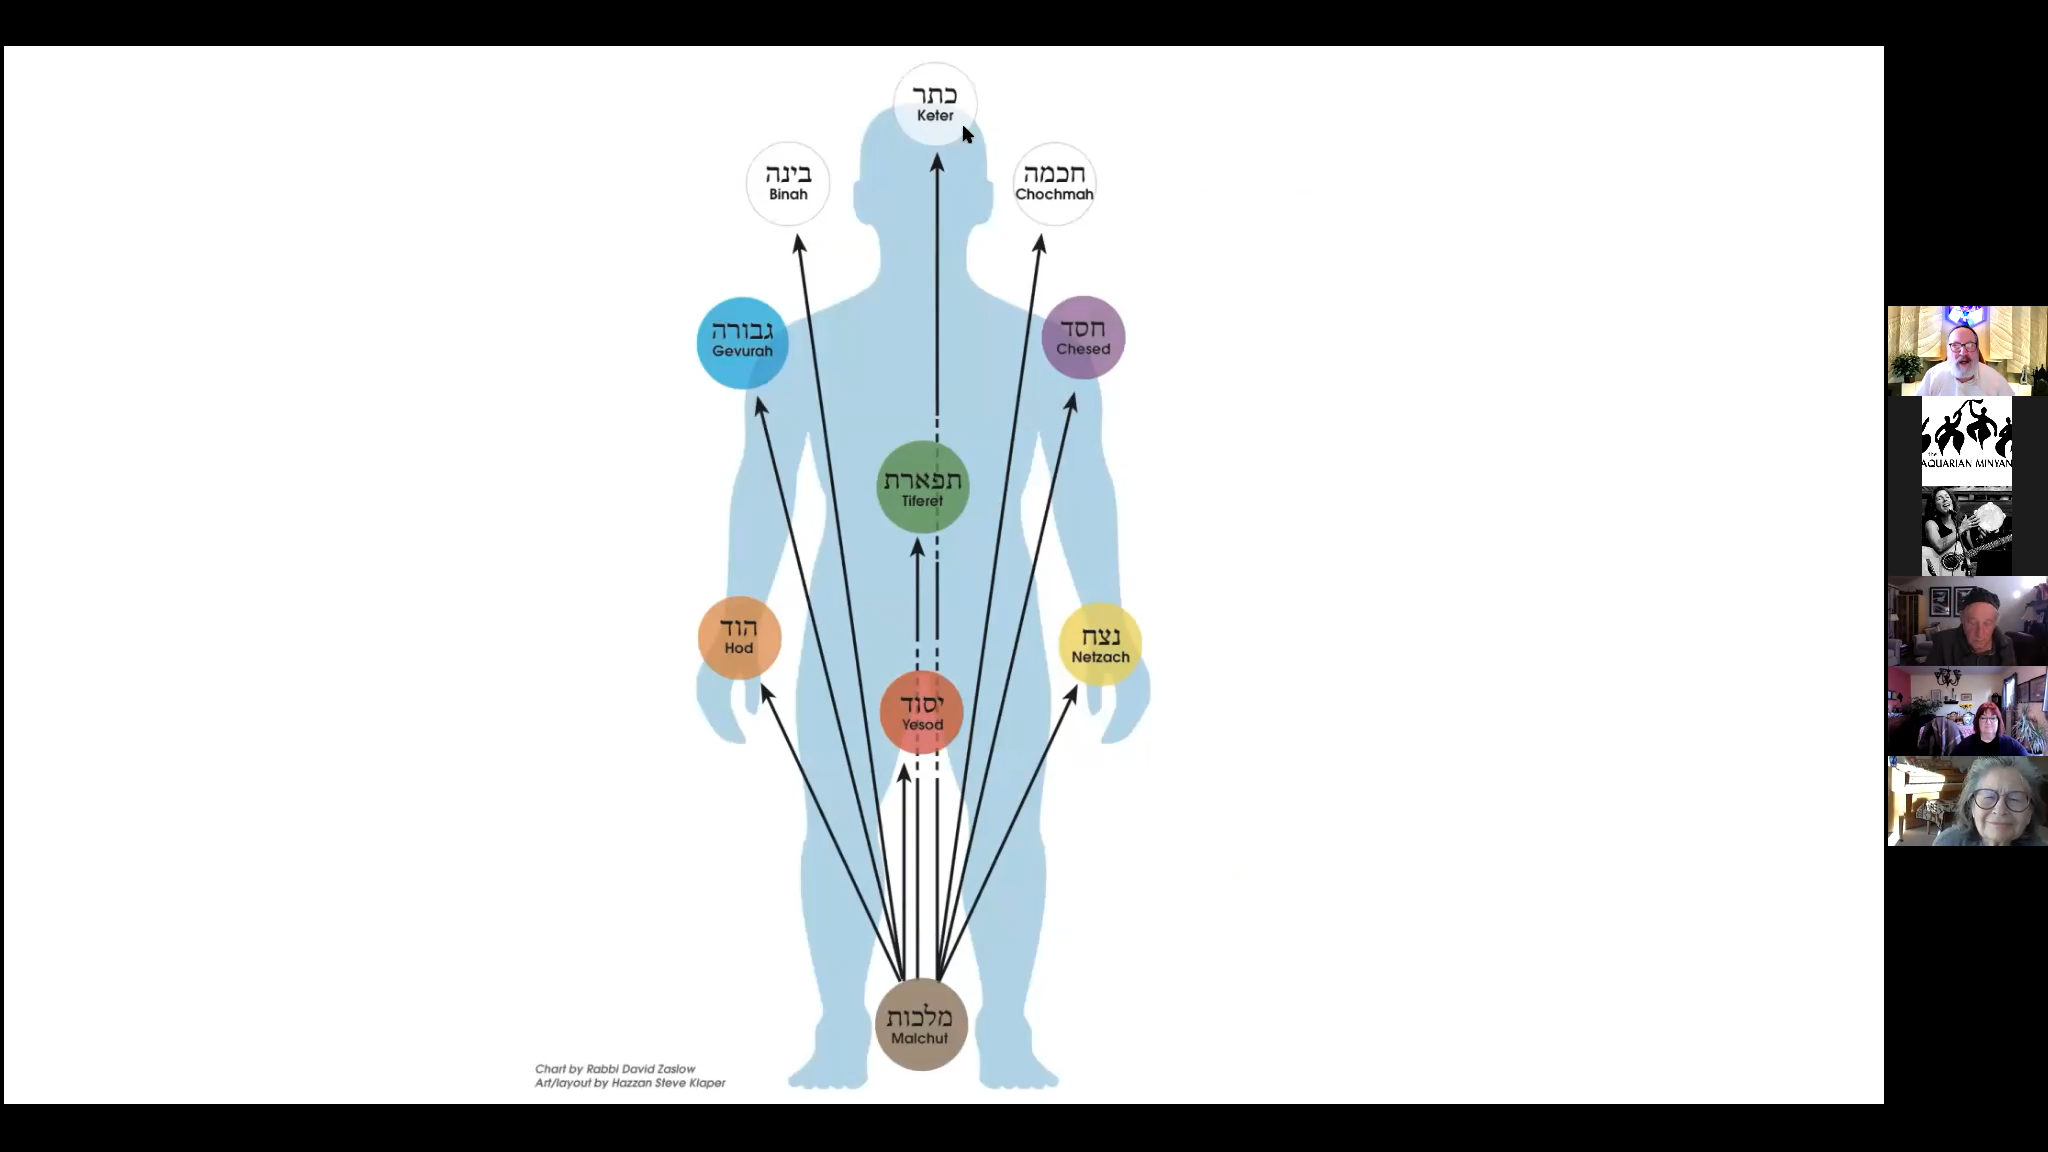 כתר
Keter
בינה
Binah
חכמה
Chochmah
גבורה
Gevurah
חסד
Chesed
תפארת
Tiferet
הוד
Hod
נצח
Netzach
יסוד
Yesod
מלכות
Malchut
Chart by Rabbi David Zaslow
Art/layout by Hazzan Steve Klaper
the
AQUARIAN MINYAN